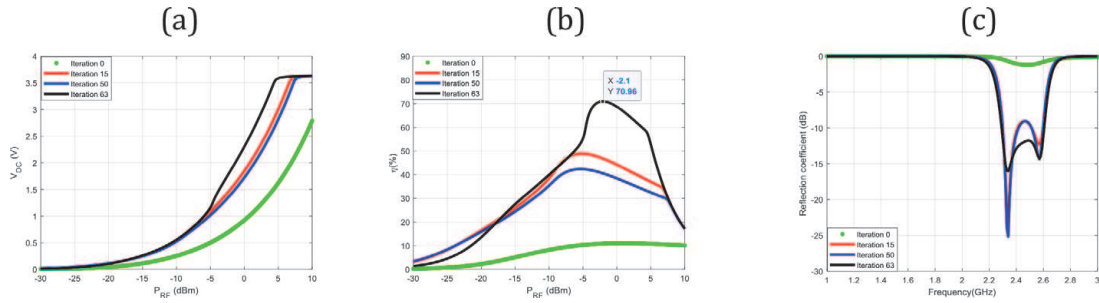 (a)
4
3.5
3
2.5
2
1.5
1
0.5
0
V_DC (V)
Iteration 0
Iteration 15
Iteration 50
Iteration 63
-30 -25 -20 -15 -10 -5 0 5 10
P_RF (dBm)
(b)
90
80
70
60
50
40
30
20
10
0
η(%)
Iteration 0
Iteration 15
Iteration 50
Iteration 63
X -2.1
Y 70.96
-30 -25 -20 -15 -10 -5 0 5 10
P_RF (dBm)
(c)
0
-5
-10
-15
-20
-25
-30
Reflection coefficient (dB)
Iteration 0
Iteration 15
Iteration 50
Iteration 63
1 1.2 1.4 1.6 1.8 2 2.2 2.4 2.6 2.8 3
Frequency(GHz)